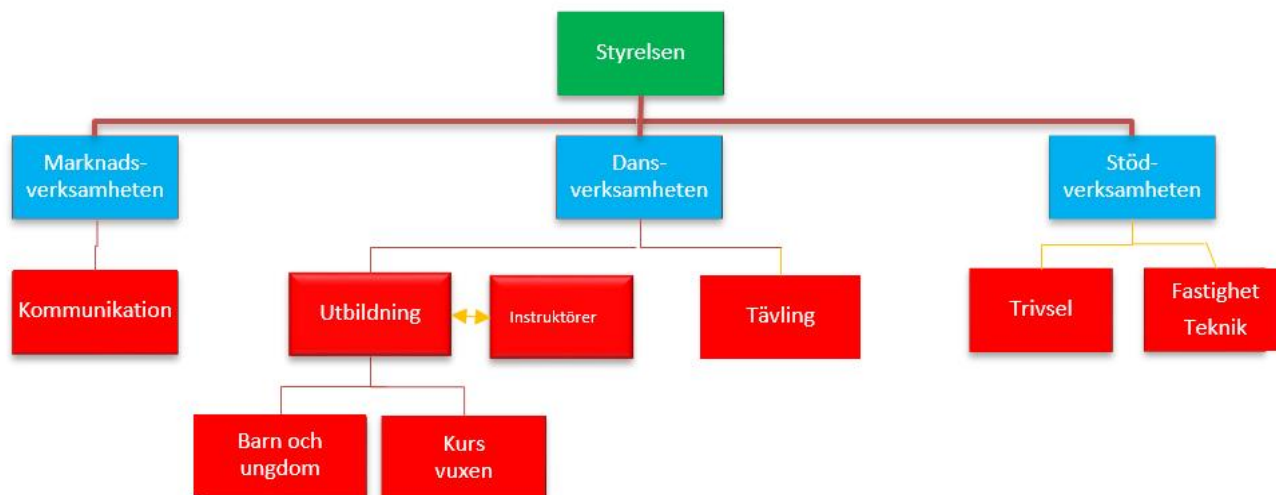 Styrelsen
Marknads-
verksamheten
Dans-
verksamheten
Stöd-
verksamheten
Kommunikation
Utbildning
Instruktörer
Tävling
Trivsel
Fastighet
Teknik
Barn och
ungdom
Kurs
vuxen